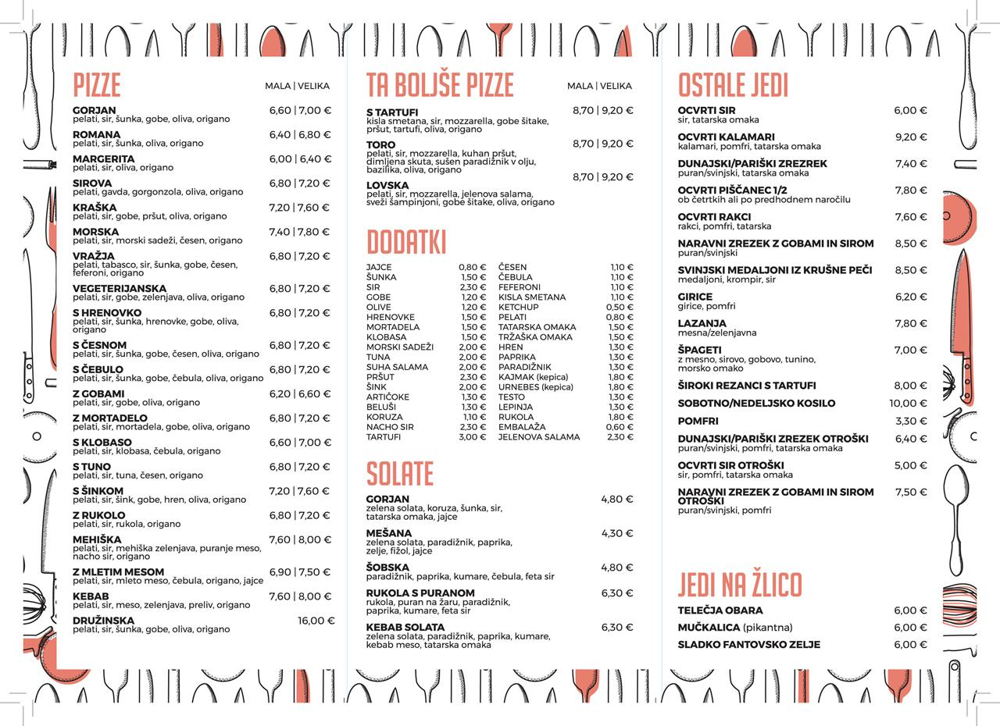 PIZZE
MALA | VELIKA
GORJAN 6,60 | 7,00 €
pelati, sir, šunka, gobe, oliva, origano
ROMANA 6,40 | 6,80 €
pelati, sir, šunka, oliva, origano
MARGERITA 6,00 | 6,40 €
pelati, sir, oliva, origano
SIROVA 6,80 | 7,20 €
pelati, gavda, gorgonzola, oliva, origano
KRAŠKA 7,20 | 7,60 €
pelati, sir, gobe, pršut, oliva, origano
MORSKA 7,40 | 7,80 €
pelati, sir, morski sadeži, česen, origano
VRAŽJA 6,80 | 7,20 €
pelati, tabasco, sir, šunka, gobe, česen,
feferoni, origano
VEGETERIJANSKA 6,80 | 7,20 €
pelati, sir, gobe, zelenjava, oliva, origano
S HRENOVKO 6,80 | 7,20 €
pelati, sir, šunka, hrenovke, gobe, oliva,
origano
S ČESNOM 6,80 | 7,20 €
pelati, sir, šunka, gobe, česen, oliva, origano
S ČEBULO 6,80 | 7,20 €
pelati, sir, šunka, gobe, čebula, oliva, origano
Z GOBAMI 6,20 | 6,60 €
pelati, sir, gobe, oliva, origano
Z MORTADELO 6,80 | 7,20 €
pelati, sir, mortadela, gobe, oliva, origano
S KLOBASO 6,60 | 7,00 €
pelati, sir, klobasa, čebula, origano
S TUNO 6,80 | 7,20 €
pelati, sir, tuna, česen, origano
S ŠINKOM 7,20 | 7,60 €
pelati, sir, šink, gobe, hren, oliva, origano
Z RUKOLO 6,80 | 7,20 €
pelati, sir, rukola, origano
MEHIŠKA 7,60 | 8,00 €
pelati, sir, mehiška zelenjava, puranje meso,
nacho sir, origano
Z MLETIM MESOM 6,90 | 7,50 €
pelati, sir, mleto meso, čebula, origano, jajce
KEBAB 7,60 | 8,00 €
pelati, sir, meso, zelenjava, preliv, origano
DRUŽINSKA 16,00 €
pelati, sir, šunka, gobe, oliva, origano
TA BOLJŠE PIZZE
MALA | VELIKA
S TARTUFI 8,70 | 9,20 €
kisla smetana, sir, mozzarella, gobe šitake,
pršut, tartufi, oliva, origano
TORO 8,70 | 9,20 €
pelati, sir, mozzarella, kuhan pršut,
dimljena skuta, sušen paradižnik v olju,
bazilika, oliva, origano
LOVSKA 8,70 | 9,20 €
pelati, sir, mozzarella, jelenova salama,
sveži šampinjoni, gobe šitake, oliva, origano
DODATKI
JAJCE 0,80 € ČESEN 1,10 €
ŠUNKA 1,50 € ČEBULA 1,10 €
SIR 2,30 € FEFERONI 1,10 €
GOBE 1,20 € KISLA SMETANA 1,10 €
OLIVE 1,20 € KETCHUP 0,50 €
HRENOVKE 1,50 € PELATI 0,80 €
MORTADELA 1,50 € TATARSKA OMAKA 1,50 €
KLOBASA 1,50 € TRŽAŠKA OMAKA 1,50 €
MORSKI SADEŽI 2,00 € HREN 1,30 €
TUNA 2,00 € PAPRIKA 1,30 €
SUHA SALAMA 2,00 € PARADIŽNIK 1,30 €
PRŠUT 2,30 € KAJMAK (kepica) 1,80 €
ŠINK 2,00 € URNEBES (kepica) 1,80 €
ARTIČOKE 1,30 € TESTO 1,30 €
BELUŠI 1,30 € LEPINJA 1,30 €
KORUZA 1,10 € RUKOLA 1,80 €
NACHO SIR 2,30 € EMBALAŽA 0,60 €
TARTUFI 3,00 € JELENOVA SALAMA 2,30 €
SOLATE
GORJAN 4,80 €
zelena solata, koruza, šunka, sir,
tatarska omaka, jajce
MEŠANA 4,30 €
zelena solata, paradižnik, paprika,
zelje, fižol, jajce
ŠOBSKA 4,80 €
paradižnik, paprika, kumare, čebula, feta sir
RUKOLA S PURANOM 6,30 €
rukola, puran na žaru, paradižnik,
paprika, kumare, feta sir
KEBAB SOLATA 6,30 €
zelena solata, paradižnik, paprika, kumare,
kebab meso, tatarska omaka
OSTALE JEDI
OCVRTI SIR 6,00 €
sir, tatarska omaka
OCVRTI KALAMARI 9,20 €
kalamari, pomfri, tatarska omaka
DUNAJSKI/PARIŠKI ZREZREK 7,40 €
puran/svinjski, tatarska omaka
OCVRTI PIŠČANEC 1/2 7,80 €
ob četrtkih ali po predhodnem naročilu
OCVRTI RAKCI 7,60 €
rakci, pomfri, tatarska
NARAVNI ZREZEK Z GOBAMI IN SIROM 8,50 €
puran/svinjski
SVINJSKI MEDALJONI IZ KRUŠNE PEČI 8,50 €
medaljoni, krompir, sir
GIRICE 6,20 €
girice, pomfri
LAZANJA 7,80 €
mesna/zelenjavna
ŠPAGETI 7,00 €
z mesno, sirovo, gobovo, tunino,
morsko omako
ŠIROKI REZANCI S TARTUFI 8,00 €
SOBOTNO/NEDELJSKO KOSILO 10,00 €
POMFRI 3,30 €
DUNAJSKI/PARIŠKI ZREZEK OTROŠKI 6,40 €
puran/svinjski, pomfri, tatarska omaka
OCVRTI SIR OTROŠKI 5,00 €
sir, pomfri, tatarska omaka
NARAVNI ZREZEK Z GOBAMI IN SIROM 7,50 €
OTROŠKI
puran/svinjski, pomfri
JEDI NA ŽLICO
TELEČJA OBARA 6,00 €
MUČKALICA (pikantna) 6,00 €
SLADKO FANTOVSKO ZELJE 6,00 €